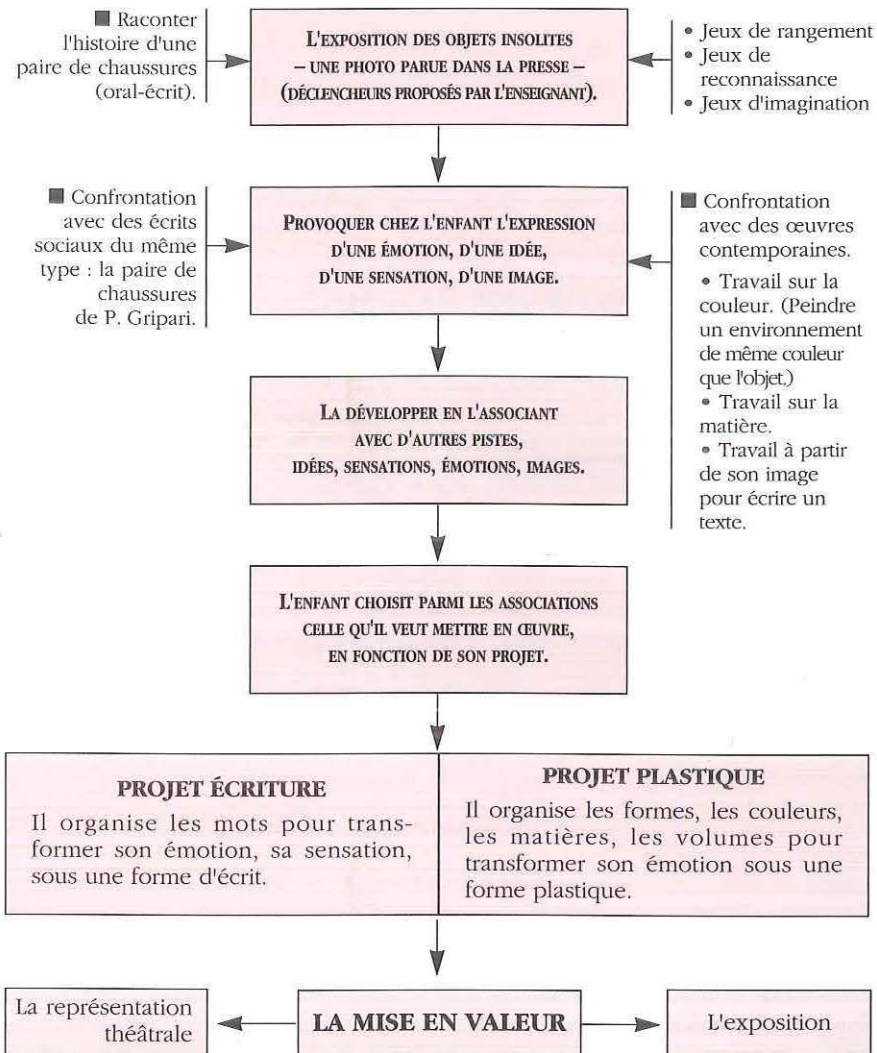 ■ Raconter
l'histoire d'une
paire de chaussures
(oral-écrit).
L'EXPOSITION DES OBJETS INSOLITES
– UNE PHOTO PARUE DANS LA PRESSE –
(DÉCLENCHEURS PROPOSÉS PAR L'ENSEIGNANT).
• Jeux de rangement
• Jeux de
reconnaissance
• Jeux d'imagination
■ Confrontation
avec des écrits
sociaux du même
type : la paire de
chaussures
de P. Gripari.
PROVOQUER CHEZ L'ENFANT L'EXPRESSION
D'UNE ÉMOTION, D'UNE IDÉE,
D'UNE SENSATION, D'UNE IMAGE.
■ Confrontation
avec des œuvres
contemporaines.
• Travail sur la
couleur. (Peindre
un environnement
de même couleur
que l'objet.)
• Travail sur la
matière.
• Travail à partir
de son image
pour écrire un
texte.
LA DÉVELOPPER EN L'ASSOCIANT
AVEC D'AUTRES PISTES,
IDÉES, SENSATIONS, ÉMOTIONS, IMAGES.
L'ENFANT CHOISIT PARMI LES ASSOCIATIONS
CELLE QU'IL VEUT METTRE EN ŒUVRE,
EN FONCTION DE SON PROJET.
PROJET ÉCRITURE
Il organise les mots pour trans-
former son émotion, sa sensation,
sous une forme d'écrit.
PROJET PLASTIQUE
Il organise les formes, les couleurs,
les matières, les volumes pour
transformer son émotion sous une
forme plastique.
La représentation
théâtrale
LA MISE EN VALEUR
L'exposition